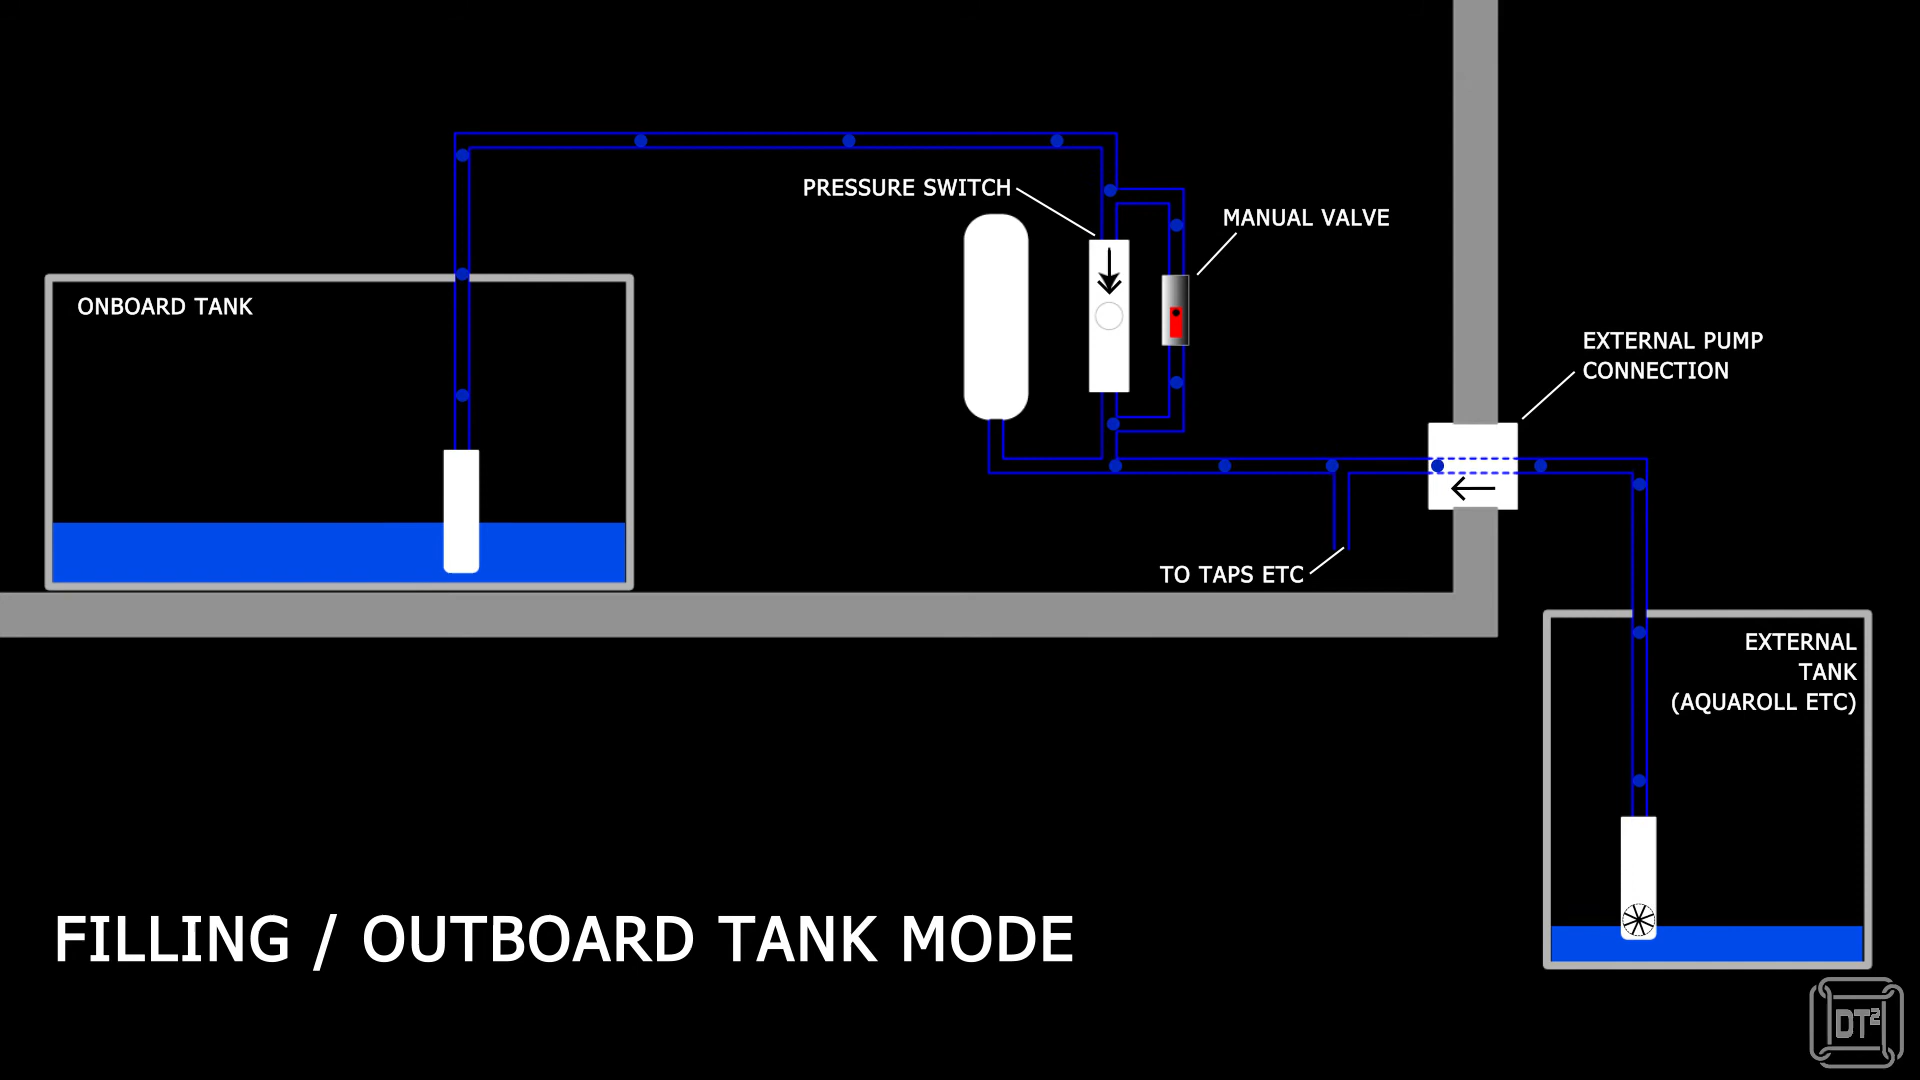 PRESSURE SWITCH
MANUAL VALVE
ONBOARD TANK
EXTERNAL PUMP
CONNECTION
TO TAPS ETC
EXTERNAL
TANK
(AQUAROLL ETC)
FILLING / OUTBOARD TANK MODE
DT²